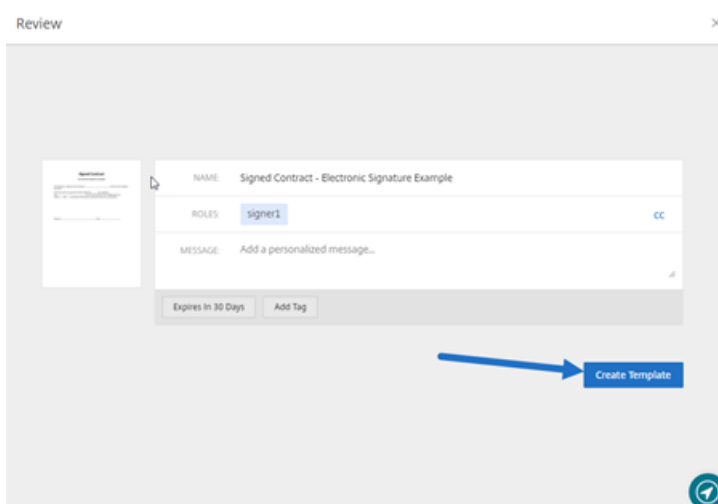 Review
Signed Contract
NAME: Signed Contract - Electronic Signature Example
ROLES: signer1 CC
MESSAGE: Add a personalized message...
Expires In 30 Days Add Tag
Create Template